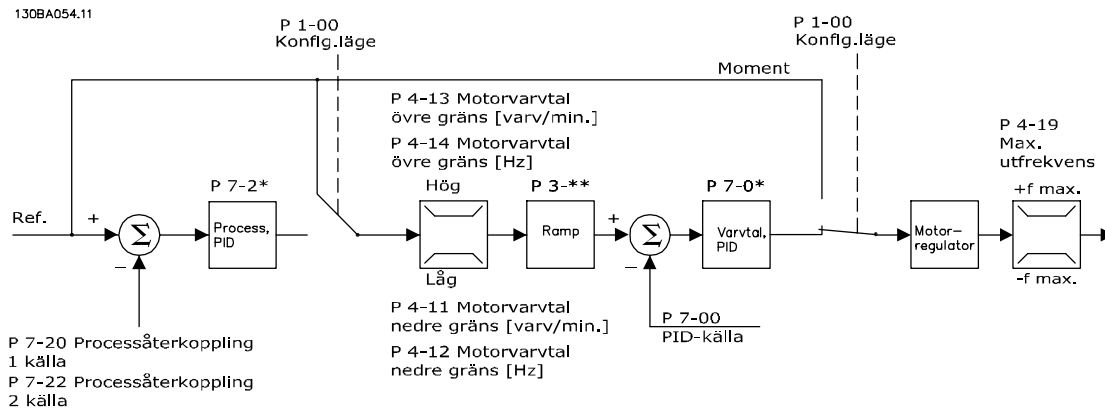 130BA054.11
P 1-00
Konfig.läge
P 1-00
Konfig.läge
Moment
P 4-13 Motorvarvtal
övre gräns [varv/min.]
P 4-14 Motorvarvtal
övre gräns [Hz]
P 4-19
Max.
utfrekvens
P 7-2*
Hög
P 3-**
P 7-0*
+f max.
Ref.
+
Σ
Process,
PID
Ramp
+
Σ
Varvtal,
PID
Motor-
regulator
–
Låg
–
-f max.
P 4-11 Motorvarvtal
nedre gräns [varv/min.]
P 4-12 Motorvarvtal
nedre gräns [Hz]
P 7-00
PID-källa
P 7-20 Processåterkoppling
1 källa
P 7-22 Processåterkoppling
2 källa